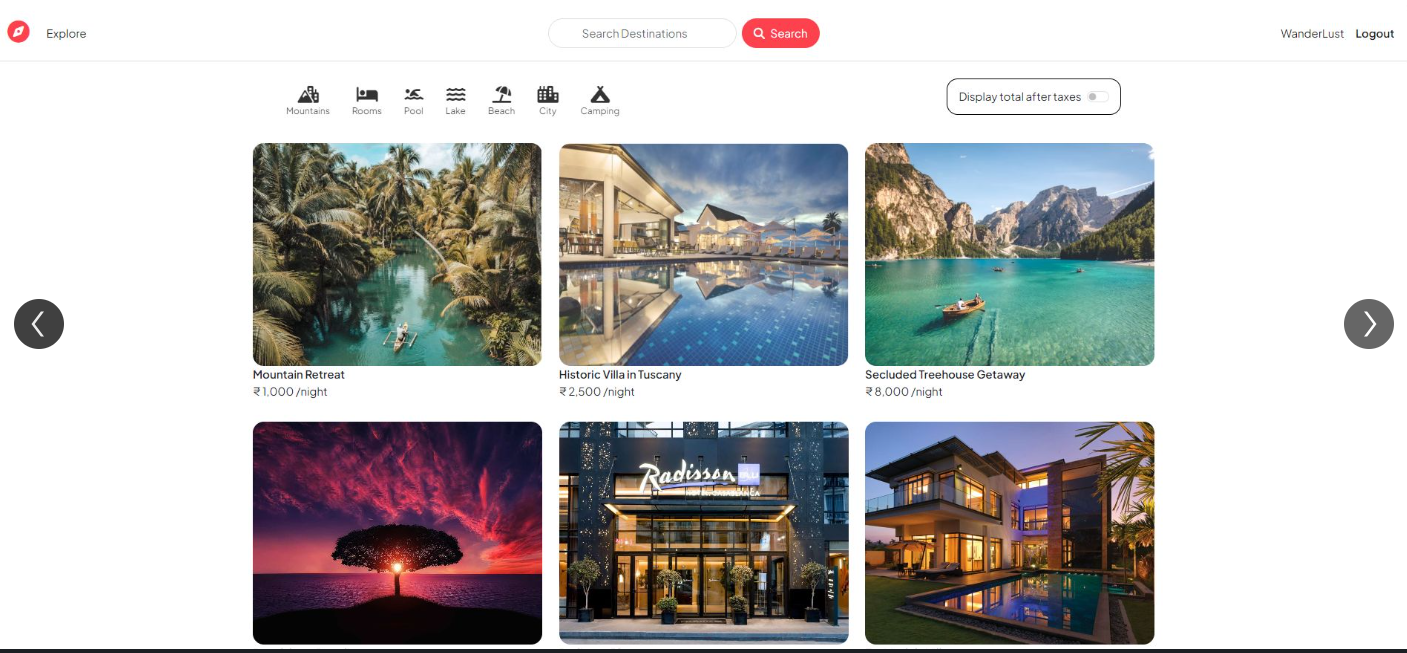 Explore
Search Destinations
Search
WanderLust Logout
Mountains
Rooms
Pool
Lake
Beach
City
Camping
Display total after taxes
Mountain Retreat
₹ 1,000 /night
Historic Villa in Tuscany
₹ 2,500 /night
Secluded Treehouse Getaway
₹ 8,000 /night
Radisson